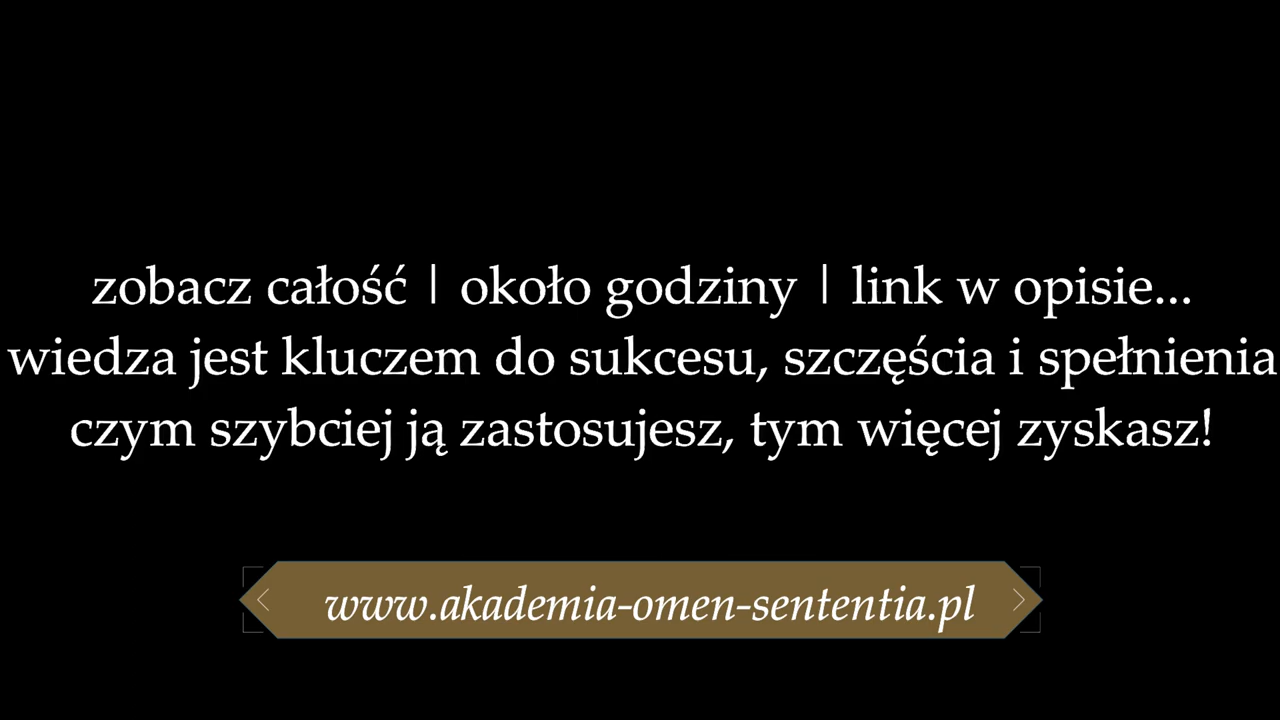 zobacz całość | około godziny | link w opisie...
wiedza jest kluczem do sukcesu, szczęścia i spełnienia
czym szybciej ją zastosujesz, tym więcej zyskasz!
www.akademia-omen-sententia.pl